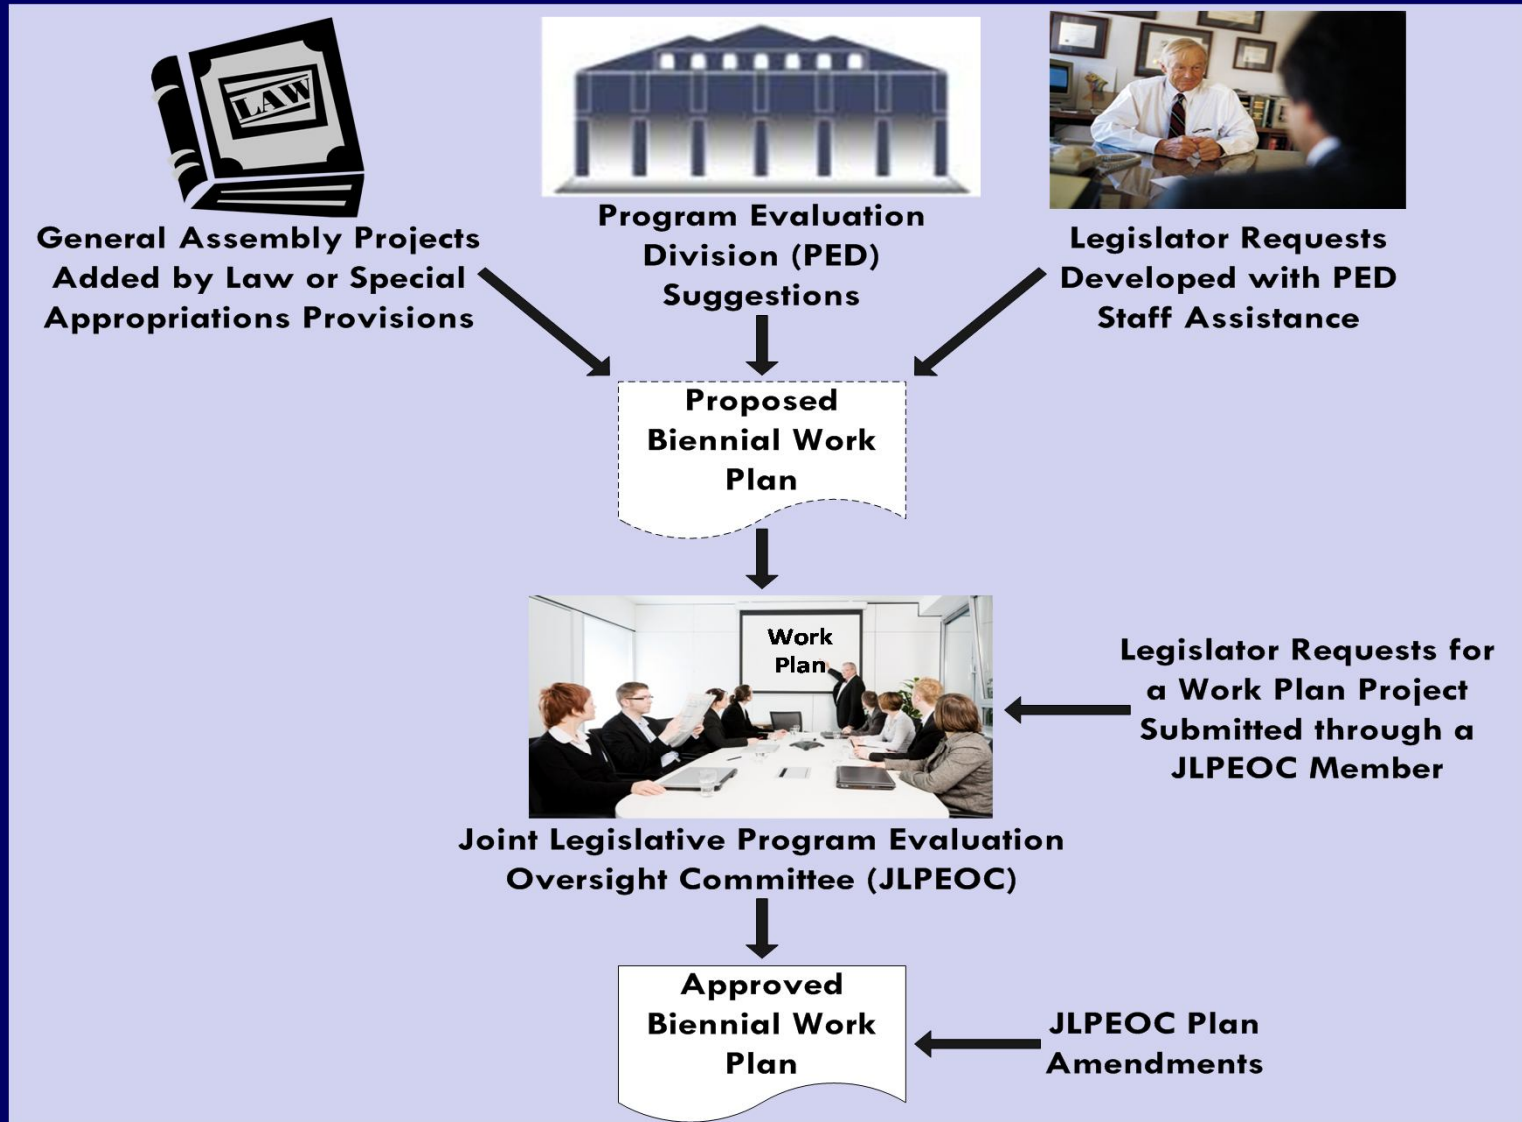 LAW
General Assembly Projects
Added by Law or Special
Appropriations Provisions
Program Evaluation
Division (PED)
Suggestions
Legislator Requests
Developed with PED
Staff Assistance
Proposed
Biennial Work
Plan
Work
Plan
Legislator Requests for
a Work Plan Project
Submitted through a
JLPEOC Member
Joint Legislative Program Evaluation
Oversight Committee (JLPEOC)
Approved
Biennial Work
Plan
JLPEOC Plan
Amendments